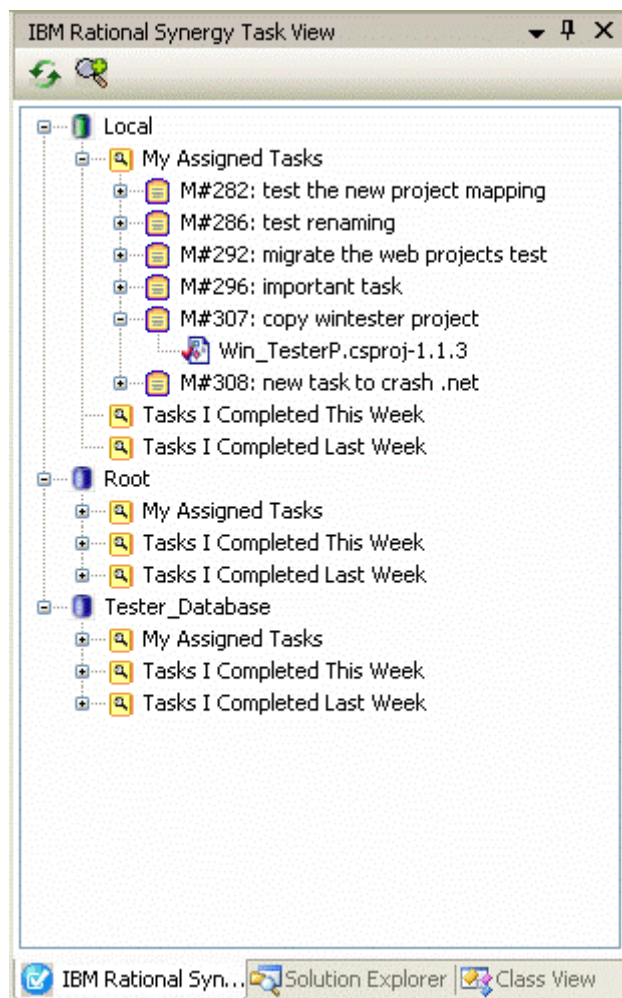 IBM Rational Synergy Task View
Local
My Assigned Tasks
M#282: test the new project mapping
M#286: test renaming
M#292: migrate the web projects test
M#296: important task
M#307: copy wintester project
Win_TesterP.csproj-1.1.3
M#308: new task to crash .net
Tasks I Completed This Week
Tasks I Completed Last Week
Root
My Assigned Tasks
Tasks I Completed This Week
Tasks I Completed Last Week
Tester_Database
My Assigned Tasks
Tasks I Completed This Week
Tasks I Completed Last Week
IBM Rational Syn... Solution Explorer Class View